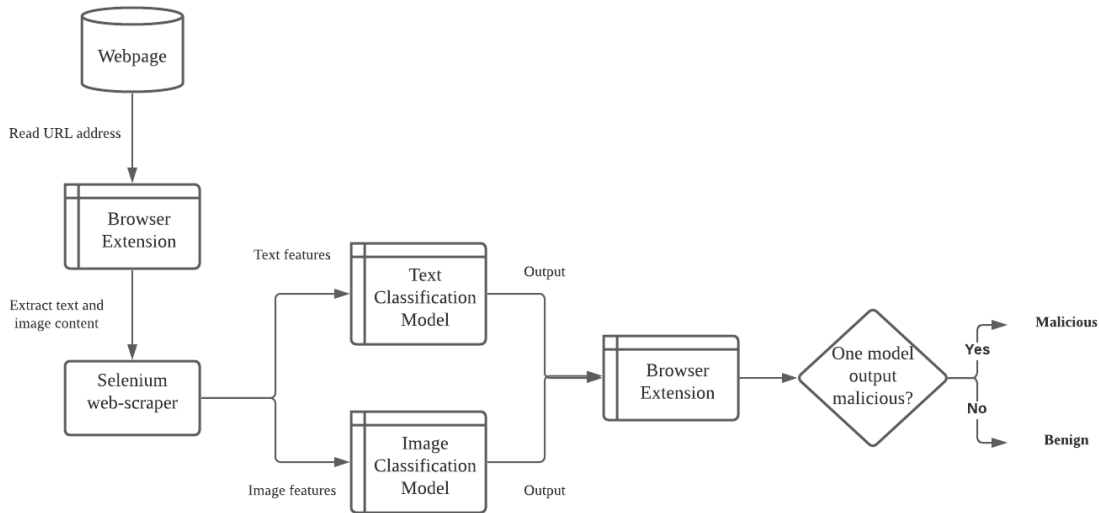 Webpage
Read URL address
Browser
Extension
Extract text and
image content
Selenium
web-scraper
Text features
Text
Classification
Model
Output
Image features
Image
Classification
Model
Output
Browser
Extension
One model
output
malicious?
Yes
Malicious
No
Benign